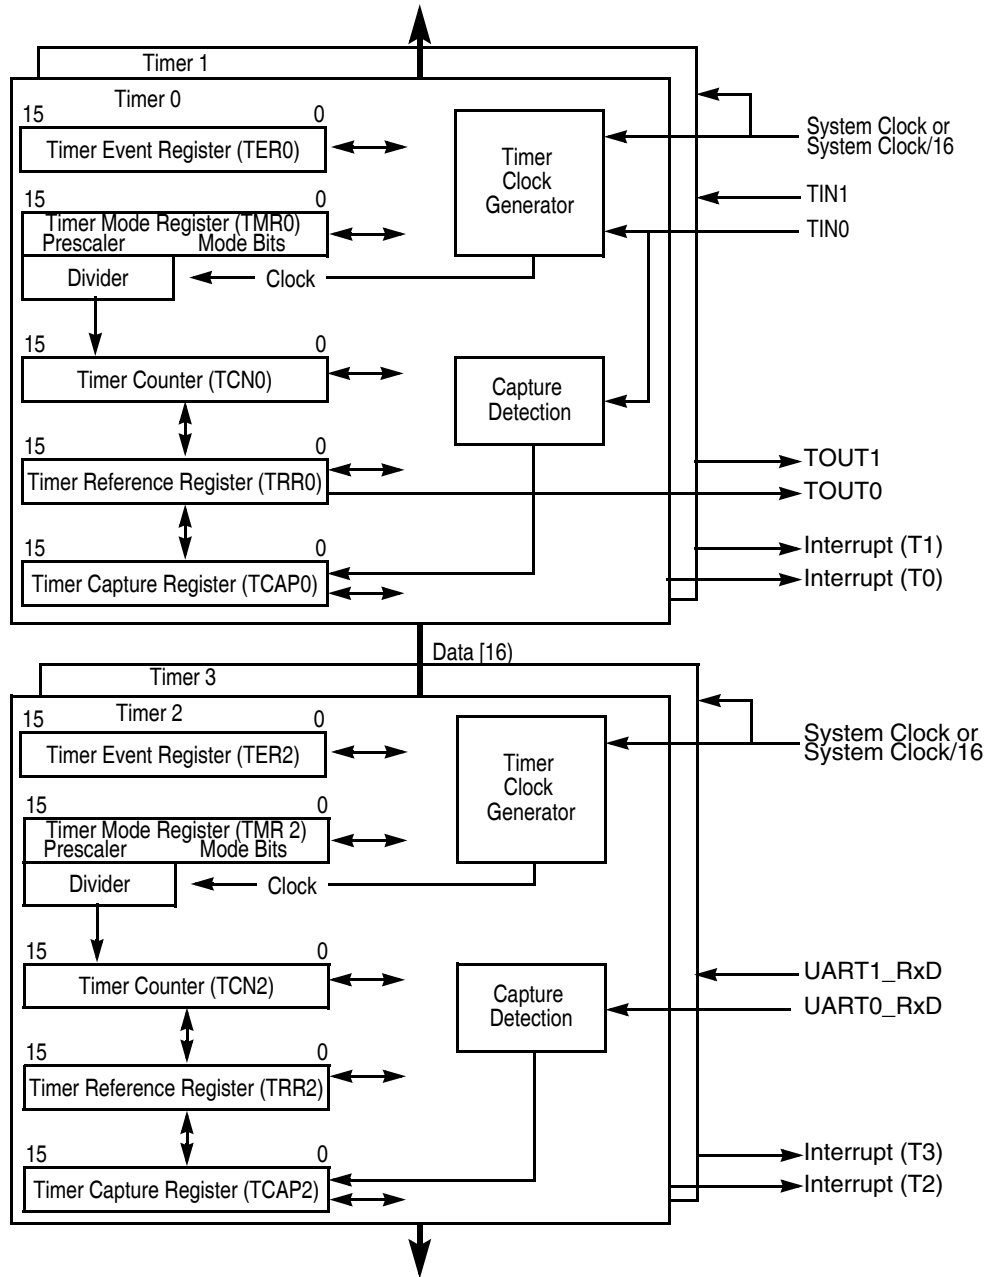 Timer 1
Timer 0
15 0
Timer Event Register (TER0)
Timer
Clock
Generator
System Clock or
System Clock/16
TIN1
TIN0
15 0
Timer Mode Register (TMR0)
Prescaler Mode Bits
Divider
Clock
15 0
Timer Counter (TCN0)
Capture
Detection
15 0
Timer Reference Register (TRR0)
TOUT1
TOUT0
15 0
Timer Capture Register (TCAP0)
Interrupt (T1)
Interrupt (T0)
Data [16)
Timer 3
Timer 2
15 0
Timer Event Register (TER2)
Timer
Clock
Generator
System Clock or
System Clock/16
15 0
Timer Mode Register (TMR 2)
Prescaler Mode Bits
Divider
Clock
15 0
Timer Counter (TCN2)
Capture
Detection
UART1_RxD
UART0_RxD
15 0
Timer Reference Register (TRR2)
15 0
Timer Capture Register (TCAP2)
Interrupt (T3)
Interrupt (T2)